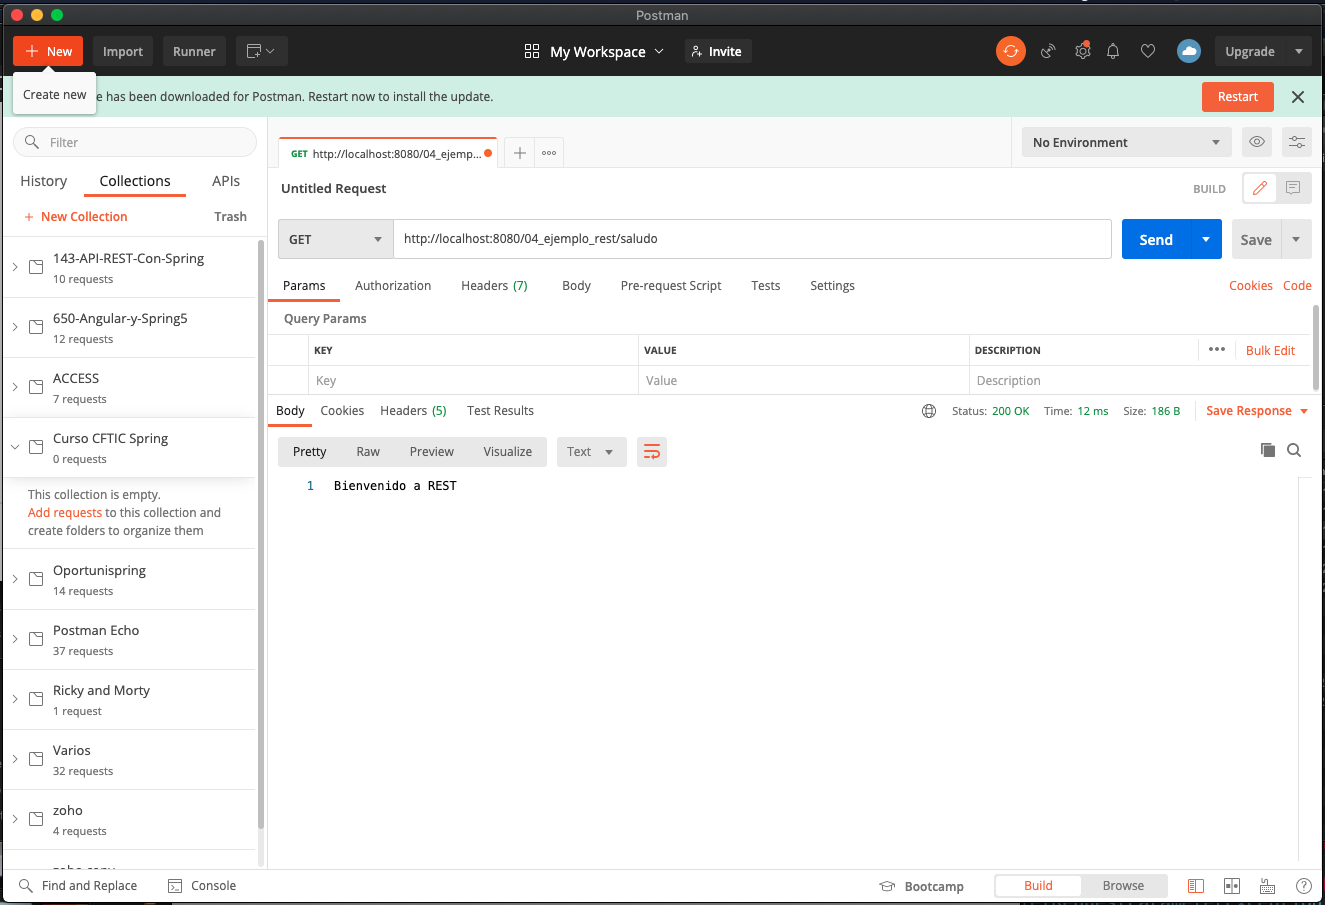 Postman
New
Import
Runner
My Workspace
Invite
Upgrade
Create new
e has been downloaded for Postman. Restart now to install the update.
Restart
Filter
History
Collections
APIs
New Collection
Trash
143-API-REST-Con-Spring
10 requests
650-Angular-y-Spring5
12 requests
ACCESS
7 requests
Curso CFTIC Spring
0 requests
This collection is empty.
Add requests to this collection and
create folders to organize them
Oportunispring
14 requests
Postman Echo
37 requests
Ricky and Morty
1 request
Varios
32 requests
zoho
4 requests
GET http://localhost:8080/04_ejemp...
No Environment
Untitled Request
BUILD
GET
http://localhost:8080/04_ejemplo_rest/saludo
Send
Save
Params
Authorization
Headers (7)
Body
Pre-request Script
Tests
Settings
Cookies
Code
Query Params
KEY
VALUE
DESCRIPTION
Bulk Edit
Key
Value
Description
Body
Cookies
Headers (5)
Test Results
Status: 200 OK
Time: 12 ms
Size: 186 B
Save Response
Pretty
Raw
Preview
Visualize
Text
1 Bienvenido a REST
Find and Replace
Console
Bootcamp
Build
Browse